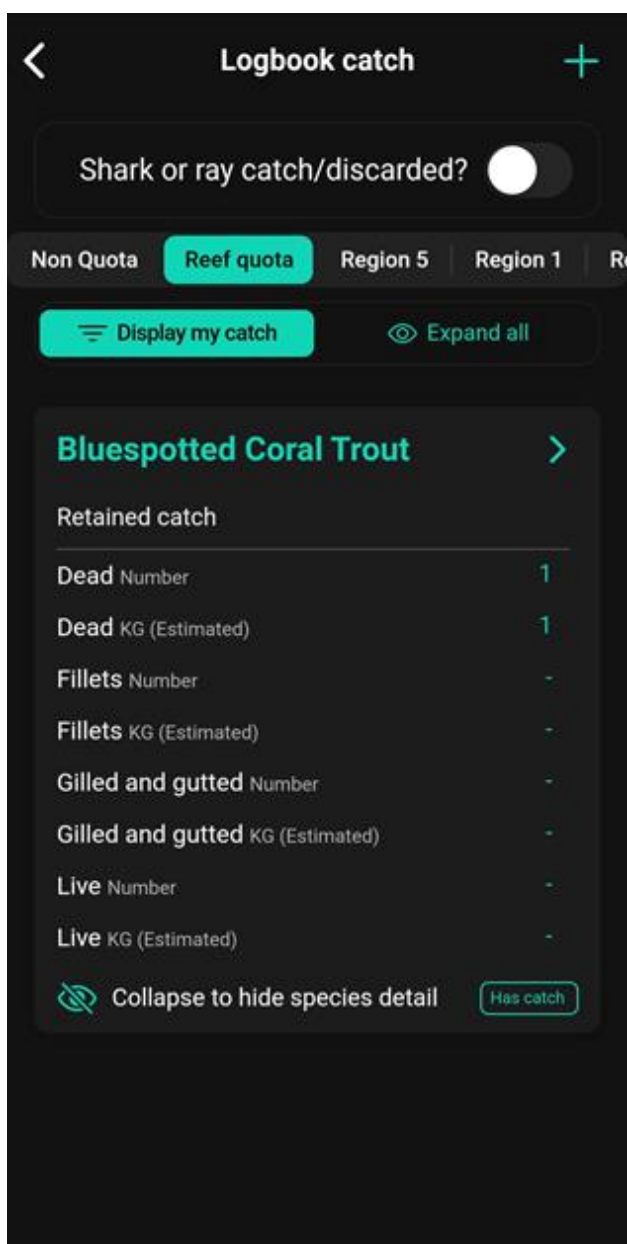 Logbook catch
Shark or ray catch/discarded?
Non Quota Reef quota Region 5 Region 1
Display my catch Expand all
Bluespotted Coral Trout
Retained catch
Dead Number 1
Dead KG (Estimated) 1
Fillets Number -
Fillets KG (Estimated) -
Gilled and gutted Number -
Gilled and gutted KG (Estimated) -
Live Number -
Live KG (Estimated) -
Collapse to hide species detail Has catch